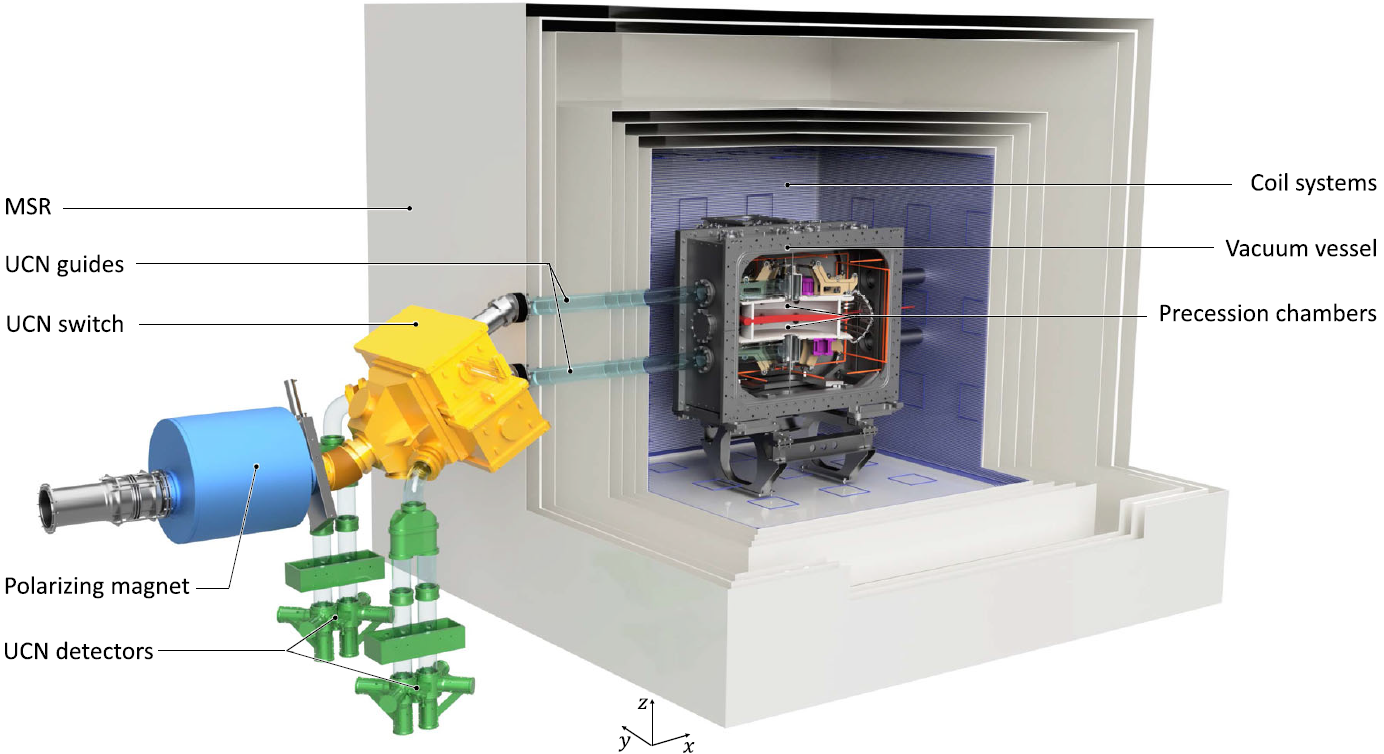 MSR
UCN guides
UCN switch
Polarizing magnet
UCN detectors
Coil systems
Vacuum vessel
Precession chambers
z
y
x